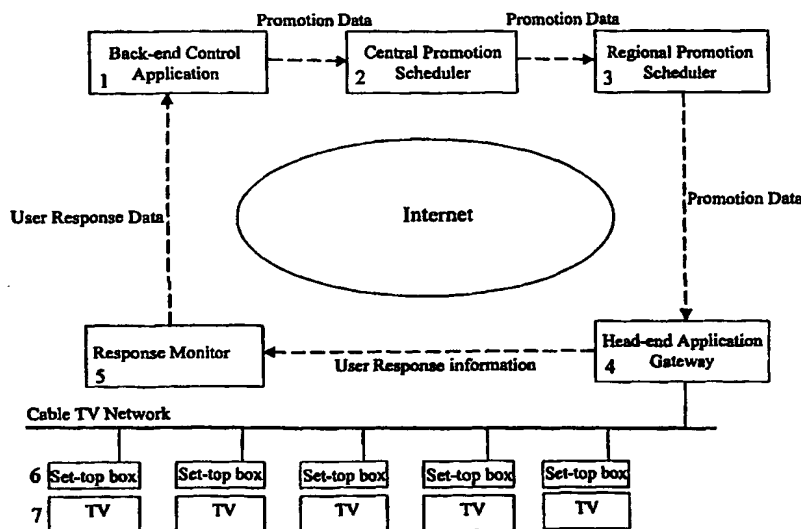 Promotion Data
Promotion Data
Back-end Control
Application
1
Central Promotion
Scheduler
2
Regional Promotion
Scheduler
3
User Response Data
Internet
Promotion Data
Response Monitor
5
User Response information
Head-end Application
Gateway
4
Cable TV Network
6 Set-top box Set-top box Set-top box Set-top box Set-top box
7 TV TV TV TV TV